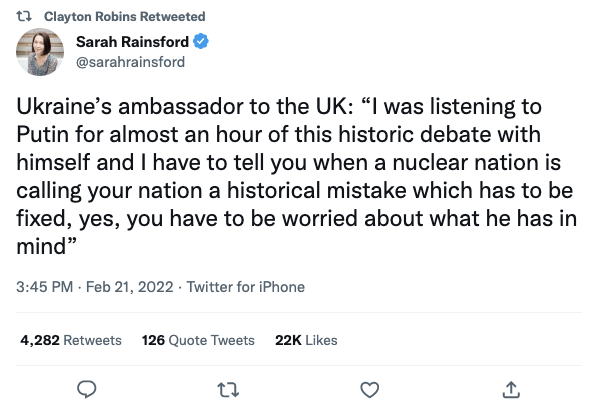 Clayton Robins Retweeted
Sarah Rainsford
@sarahrainsford
Ukraine’s ambassador to the UK: “I was listening to
Putin for almost an hour of this historic debate with
himself and I have to tell you when a nuclear nation is
calling your nation a historical mistake which has to be
fixed, yes, you have to be worried about what he has in
mind”
3:45 PM · Feb 21, 2022 · Twitter for iPhone
4,282 Retweets 126 Quote Tweets 22K Likes